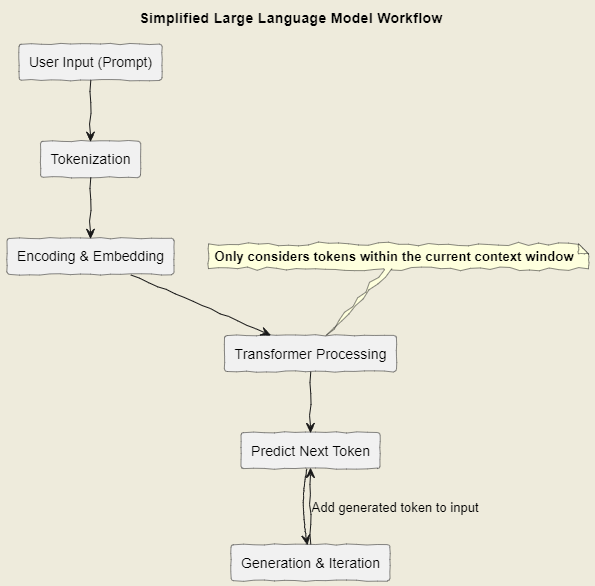 Simplified Large Language Model Workflow
User Input (Prompt)
Tokenization
Encoding & Embedding
Only considers tokens within the current context window
Transformer Processing
Predict Next Token
Add generated token to input
Generation & Iteration